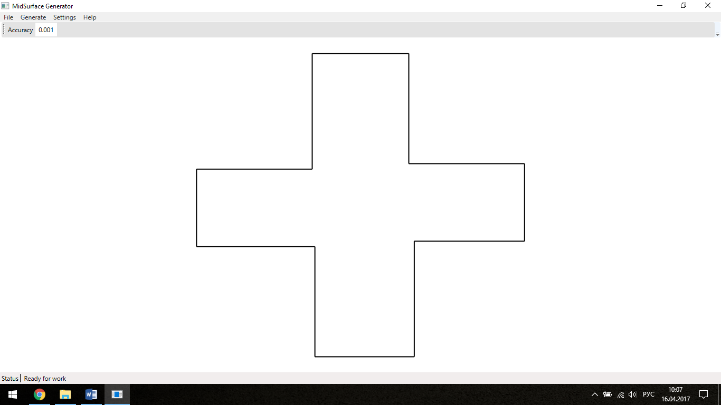 MidSurface Generator
File Generate Settings Help
Accuracy 0.001
Status Ready for work
РУС
10:07
16.04.2017